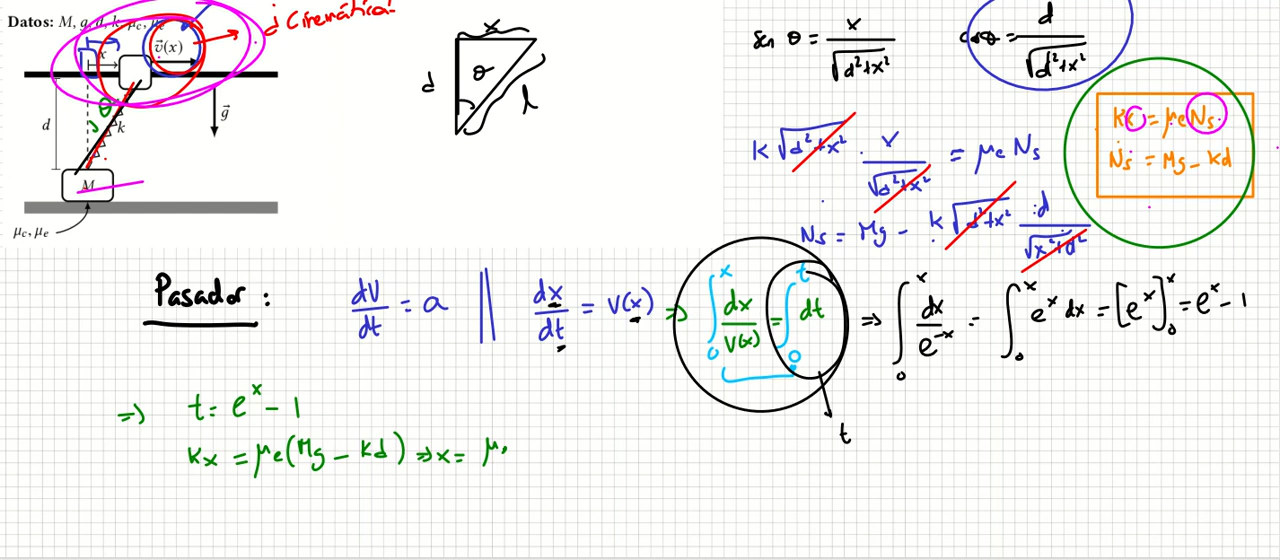 Datos: M, g, d, k, μc, μe
¡ Cinemática!
x
v⃗(x)
x
θ
d
k
g⃗
M
μc, μe
x
d
θ
l
sen θ = x / √(d²+x²)
cosθ = d / √(d²+x²)
k √(d²+x²) · x / √(d²+x²) = μe Ns
Ns = Mg - k √(d²+x²) · d / √(x²+d²)
kx = μe Ns
Ns = Mg - kd
Pasador :
dV/dt = a || dx/dt = V(x) => ∫₀ˣ dx/V(x) = ∫₀ᵗ dt => ∫₀ˣ dx/e⁻ˣ = ∫₀ˣ eˣ dx = [eˣ]₀ˣ = eˣ - 1
t
=> t = eˣ - 1
kx = μe (Mg - kd) => x = μ